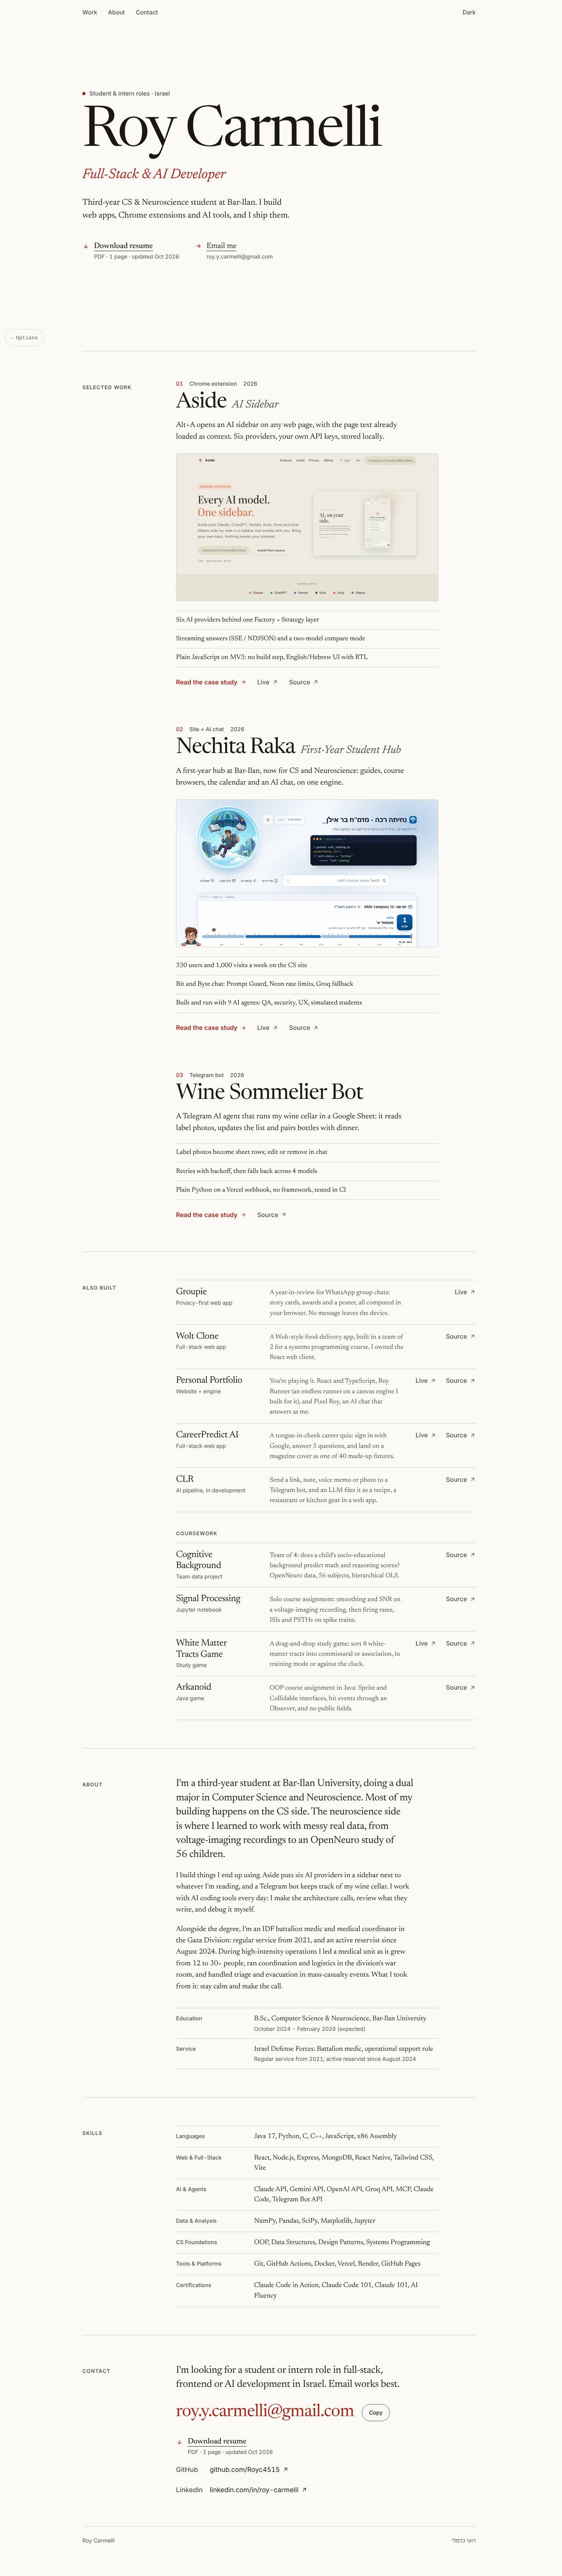 Work About Contact Dark
Student & intern roles · Israel
Roy Carmelli
Full-Stack & AI Developer
Third-year CS & Neuroscience student at Bar-Ilan. I build
web apps, Chrome extensions and AI tools, and I ship them.
↓ Download resume → Email me
PDF · 1 page · updated Oct 2026 roy.y.carmelli@gmail.com
← Options
SELECTED WORK
01 Chrome extension 2026
Aside AI Sidebar
Alt+A opens an AI sidebar on any web page, with the page text already
loaded as context. Six providers, your own API keys, stored locally.
Aside
Every AI model.
One sidebar.
AI, on your
side.
Install from source
Claude ChatGPT Gemini Grok Groq Ollama
Six AI providers behind one Factory + Strategy layer
Streaming answers (SSE / NDJSON) and a two-model compare mode
Plain JavaScript on MV3: no build step, English/Hebrew UI with RTL
Read the case study → Live ↗ Source ↗
02 Site + AI chat 2026
Nechita Raka First-Year Student Hub
A first-year hub at Bar-Ilan, now for CS and Neuroscience: guides, course
browsers, the calendar and an AI chat, on one engine.
נחיתה רכה - מדמ"ח בר אילן_
330 users and 1,000 visits a week on the CS site
Bit and Byte chat: Prompt Guard, Neon rate limits, Groq fallback
Built and run with 9 AI agents: QA, security, UX, simulated students
Read the case study → Live ↗ Source ↗
03 Telegram bot 2026
Wine Sommelier Bot
A Telegram AI agent that runs my wine cellar in a Google Sheet: it reads
label photos, updates the list and pairs bottles with dinner.
Label photos become sheet rows; edit or remove in chat
Retries with backoff, then falls back across 4 models
Plain Python on a Vercel webhook, no framework, tested in CI
Read the case study → Source ↗
ALSO BUILT
Groupie
Privacy-first web app
A year-in-review for WhatsApp group chats:
story cards, awards and a poster, all computed in
your browser. No message leaves the device.
Live ↗
Wolt Clone
Full-stack web app
A Wolt-style food-delivery app, built in a team of
2 for a systems programming course. I owned the
React web client.
Source ↗
Personal Portfolio
Website + engine
You're playing it. React and TypeScript, Roy
Runner (an endless runner on a canvas engine I
built for it), and Pixel Roy, an AI chat that
answers as me.
Live ↗ Source ↗
CareerPredict AI
Full-stack web app
A tongue-in-cheek career quiz: sign in with
Google, answer 5 questions, and land on a
magazine cover as one of 40 made-up futures.
Live ↗ Source ↗
CLR
AI pipeline, in development
Send a link, note, voice memo or photo to a
Telegram bot, and an LLM files it as a recipe, a
restaurant or kitchen gear in a web app.
Source ↗
COURSEWORK
Cognitive
Background
Team data project
Team of 4: does a child's socio-educational
background predict math and reasoning scores?
OpenNeuro data, 56 subjects, hierarchical OLS.
Source ↗
Signal Processing
Jupyter notebook
Solo course assignment: smoothing and SNR on
a voltage-imaging recording, then firing rates,
ISIs and PSTHs on spike trains.
Source ↗
White Matter
Tracts Game
Study game
A drag-and-drop study game: sort 8 white-
matter tracts into commissural or association, in
training mode or against the clock.
Live ↗ Source ↗
Arkanoid
Java game
OOP course assignment in Java: Sprite and
Collidable interfaces, hit events through an
Observer, and no public fields.
Source ↗
ABOUT
I'm a third-year student at Bar-Ilan University, doing a dual
major in Computer Science and Neuroscience. Most of my
building happens on the CS side. The neuroscience side
is where I learned to work with messy real data, from
voltage-imaging recordings to an OpenNeuro study of
56 children.
I build things I end up using. Aside puts six AI providers in a sidebar next to
whatever I'm reading, and a Telegram bot keeps track of my wine cellar. I work
with AI coding tools every day: I make the architecture calls, review what they
write, and debug it myself.
Alongside the degree, I'm an IDF battalion medic and medical coordinator in
the Gaza Division: regular service from 2021, and an active reservist since
August 2024. During high-intensity operations I led a medical unit as it grew
from 12 to 30+ people, ran coordination and logistics in the division's war
room, and handled triage and evacuation in mass-casualty events. What I took
from it: stay calm and make the call.
Education B.Sc., Computer Science & Neuroscience, Bar-Ilan University
October 2024 – February 2028 (expected)
Service Israel Defense Forces: Battalion medic, operational support role
Regular service from 2021; active reservist since August 2024
SKILLS
Languages Java 17, Python, C, C++, JavaScript, x86 Assembly
Web & Full-Stack React, Node.js, Express, MongoDB, React Native, Tailwind CSS,
Vite
AI & Agents Claude API, Gemini API, OpenAI API, Groq API, MCP, Claude
Code, Telegram Bot API
Data & Analysis NumPy, Pandas, SciPy, Matplotlib, Jupyter
CS Foundations OOP, Data Structures, Design Patterns, Systems Programming
Tools & Platforms Git, GitHub Actions, Docker, Vercel, Render, GitHub Pages
Certifications Claude Code in Action, Claude Code 101, Claude 101, AI
Fluency
CONTACT
I'm looking for a student or intern role in full-stack,
frontend or AI development in Israel. Email works best.
roy.y.carmelli@gmail.com Copy
↓ Download resume
PDF · 1 page · updated Oct 2026
GitHub github.com/Royc4515 ↗
LinkedIn linkedin.com/in/roy-carmelli ↗
Roy Carmelli רועי כרמלי